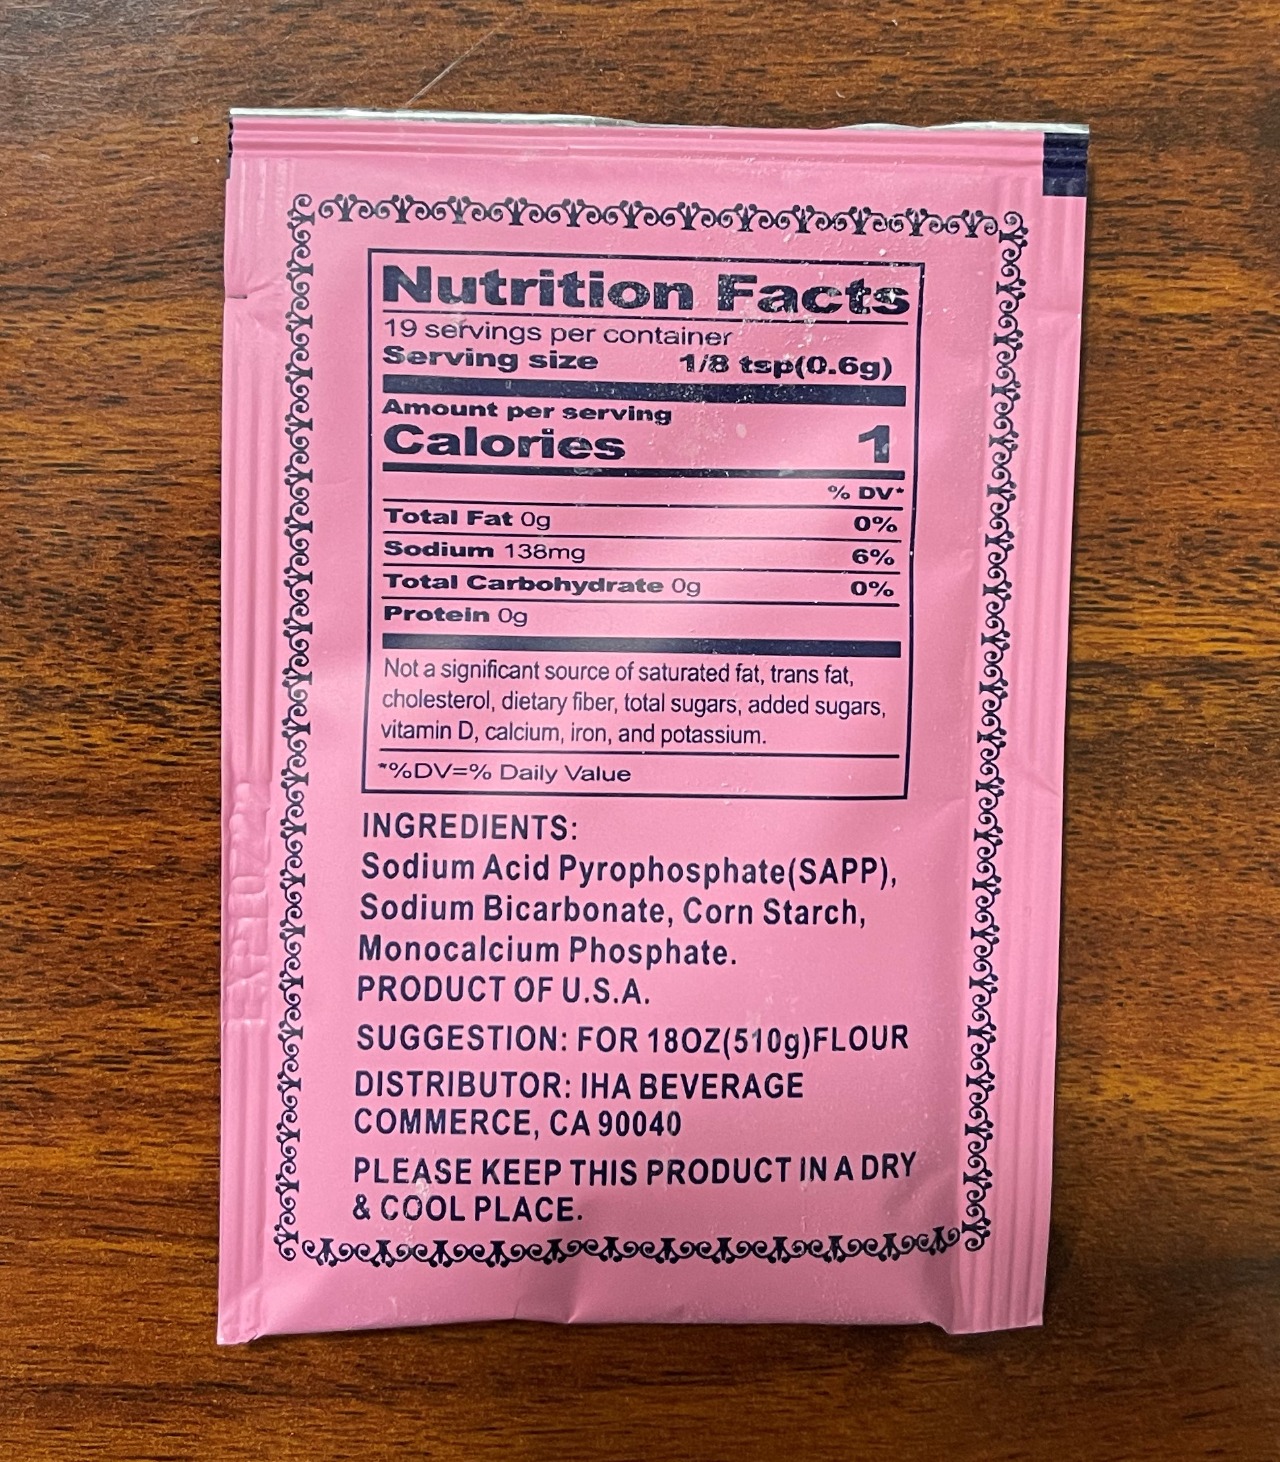 Nutrition Facts
19 servings per container
Serving size 1/8 tsp(0.6g)
Amount per serving
Calories 1
% DV*
Total Fat 0g 0%
Sodium 138mg 6%
Total Carbohydrate 0g 0%
Protein 0g
Not a significant source of saturated fat, trans fat,
cholesterol, dietary fiber, total sugars, added sugars,
vitamin D, calcium, iron, and potassium.
*%DV=% Daily Value
INGREDIENTS:
Sodium Acid Pyrophosphate(SAPP),
Sodium Bicarbonate, Corn Starch,
Monocalcium Phosphate.
PRODUCT OF U.S.A.
SUGGESTION: FOR 18OZ(510g)FLOUR
DISTRIBUTOR: IHA BEVERAGE
COMMERCE, CA 90040
PLEASE KEEP THIS PRODUCT IN A DRY
& COOL PLACE.